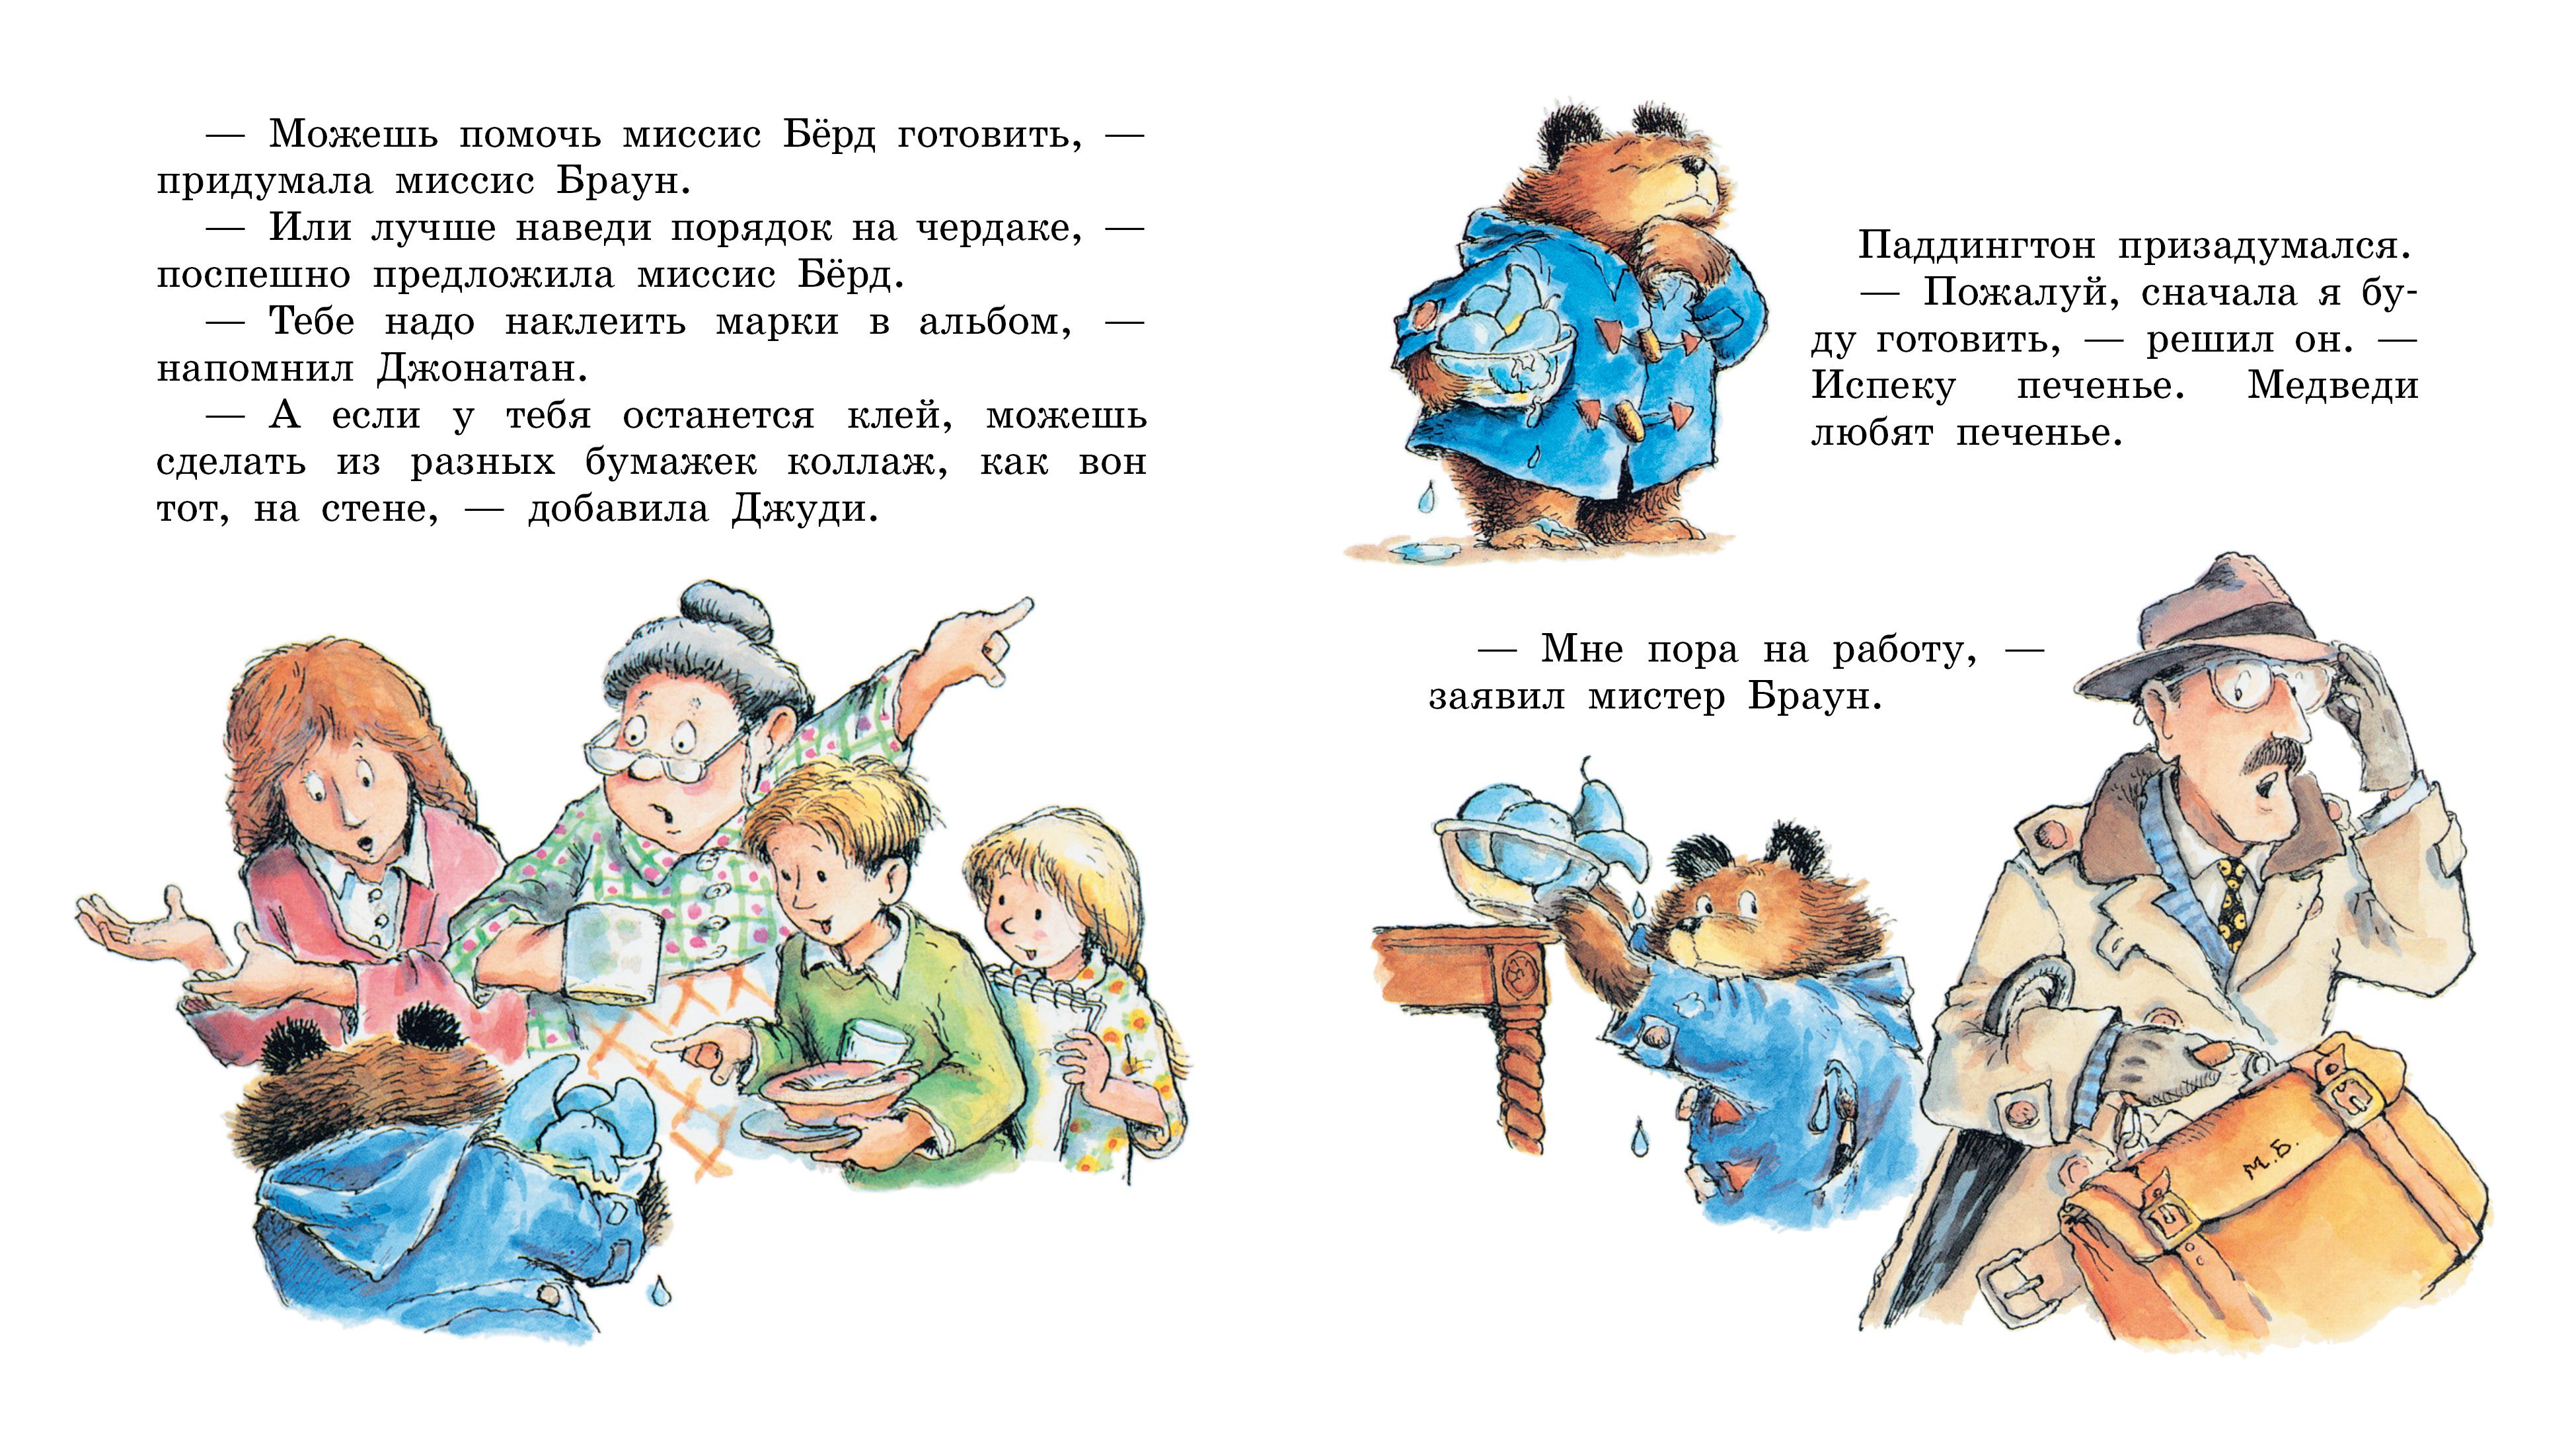 — Можешь помочь миссис Бёрд готовить, —
придумала миссис Браун.
— Или лучше наведи порядок на чердаке, —
поспешно предложила миссис Бёрд.
— Тебе надо наклеить марки в альбом, —
напомнил Джонатан.
— А если у тебя останется клей, можешь
сделать из разных бумажек коллаж, как вон
тот, на стене, — добавила Джуди.
Паддингтон призадумался.
— Пожалуй, сначала я бу-
ду готовить, — решил он. —
Испеку печенье. Медведи
любят печенье.
— Мне пора на работу, —
заявил мистер Браун.
М.Б.